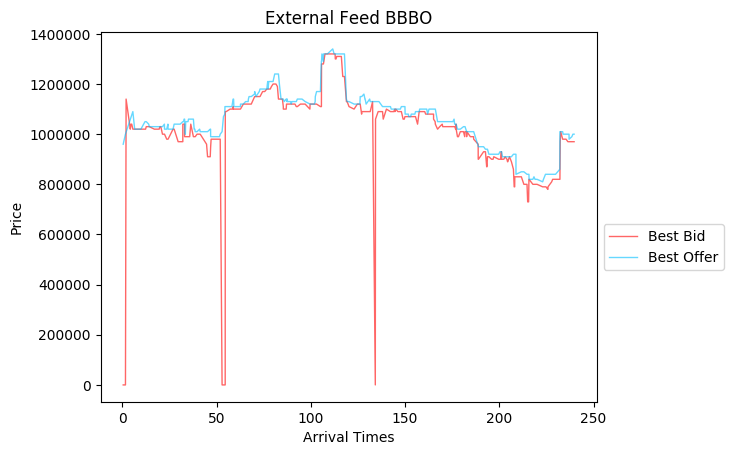 External Feed BBBO
Price
1400000
1200000
1000000
800000
600000
400000
200000
0
0 50 100 150 200 250
Arrival Times
Best Bid
Best Offer